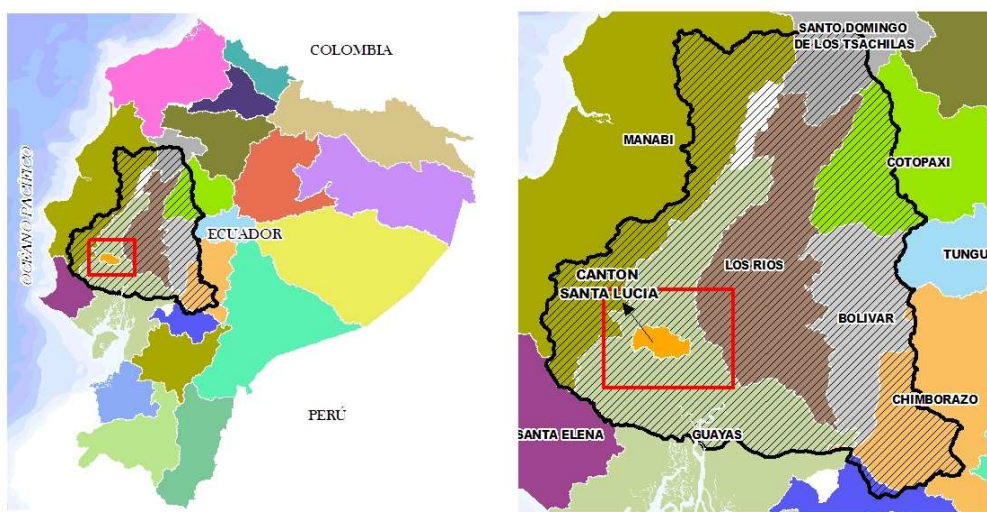 COLOMBIA
OCEANO PACIFICO
ECUADOR
PERÚ
SANTO DOMINGO
DE LOS TSACHILAS
MANABI
COTOPAXI
TUNGU
LOS RIOS
CANTON
SANTA LUCIA
BOLIVAR
CHIMBORAZO
SANTA ELENA
GUAYAS